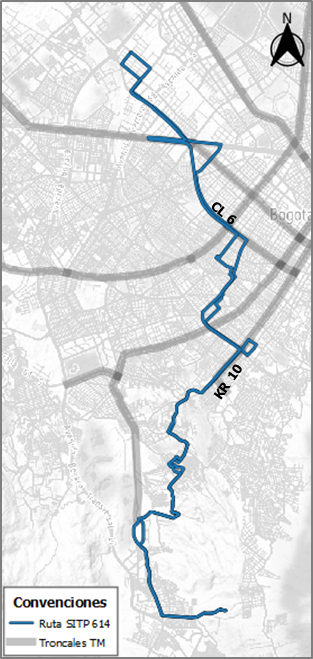 N
Bogotá
CL 6
KR 10
Convenciones
Ruta SITP 614
Troncales TM